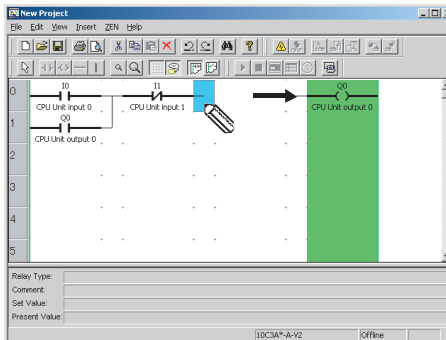 New Project
File Edit View Insert ZEN Help
0
I0
I1
Q0
CPU Unit input 0
CPU Unit input 1
CPU Unit output 0
1
Q0
CPU Unit output 0
2
3
4
5
Relay Type:
Comment:
Set Value:
Present Value:
10C3A*-A-V2 Offline